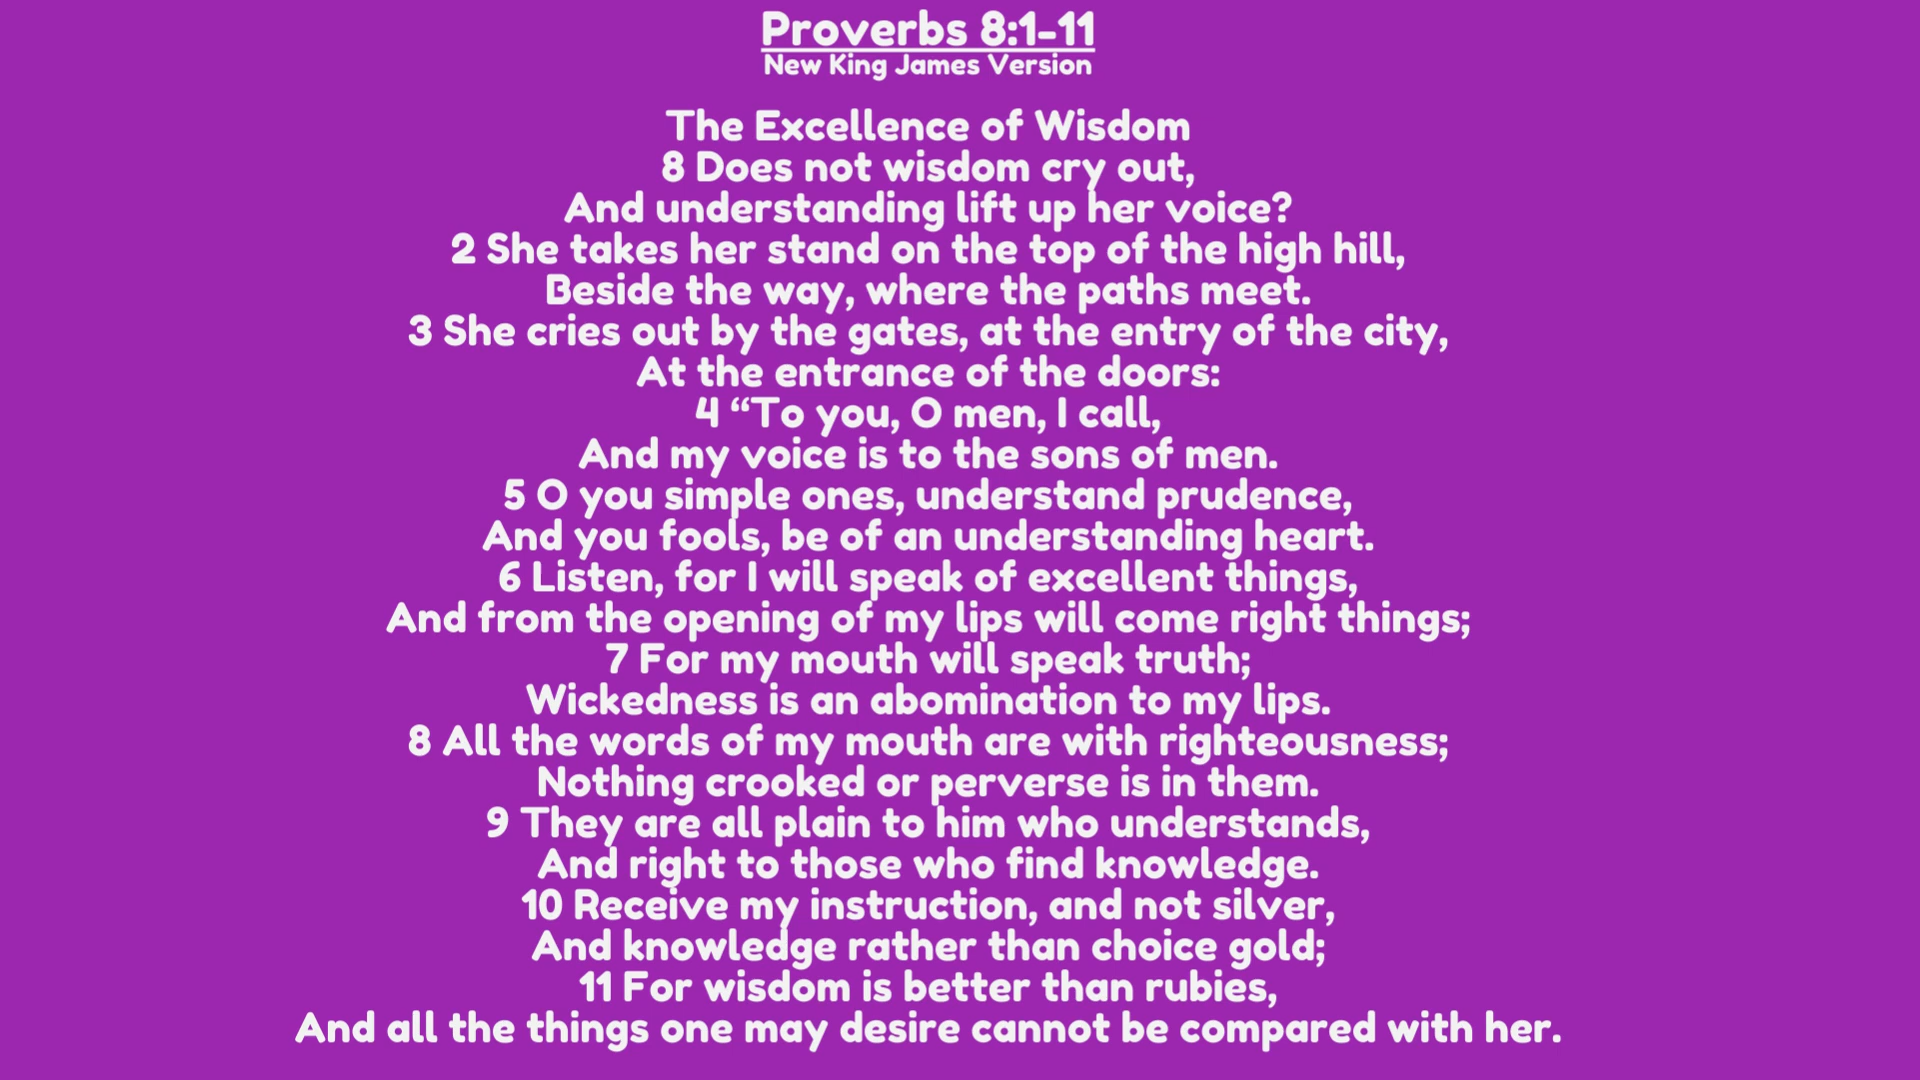 Proverbs 8:1-11
New King James Version
The Excellence of Wisdom
8 Does not wisdom cry out,
And understanding lift up her voice?
2 She takes her stand on the top of the high hill,
Beside the way, where the paths meet.
3 She cries out by the gates, at the entry of the city,
At the entrance of the doors:
4 “To you, O men, I call,
And my voice is to the sons of men.
5 O you simple ones, understand prudence,
And you fools, be of an understanding heart.
6 Listen, for I will speak of excellent things,
And from the opening of my lips will come right things;
7 For my mouth will speak truth;
Wickedness is an abomination to my lips.
8 All the words of my mouth are with righteousness;
Nothing crooked or perverse is in them.
9 They are all plain to him who understands,
And right to those who find knowledge.
10 Receive my instruction, and not silver,
And knowledge rather than choice gold;
11 For wisdom is better than rubies,
And all the things one may desire cannot be compared with her.